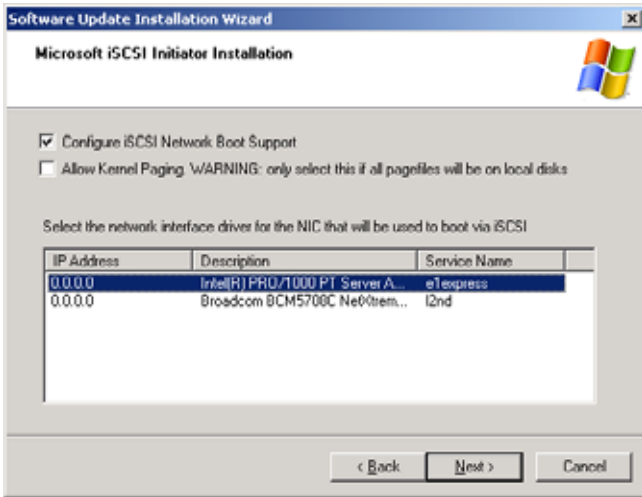 Software Update Installation Wizard
Microsoft iSCSI Initiator Installation
Configure iSCSI Network Boot Support
Allow Kernel Paging. WARNING: only select this if all pagefiles will be on local disks
Select the network interface driver for the NIC that will be used to boot via iSCSI
IP Address Description Service Name
0.0.0.0 Intel(R) PRO/1000 PT Server A... e1express
0.0.0.0 Broadcom BCM5708C NetXtrem... l2nd
< Back Next > Cancel